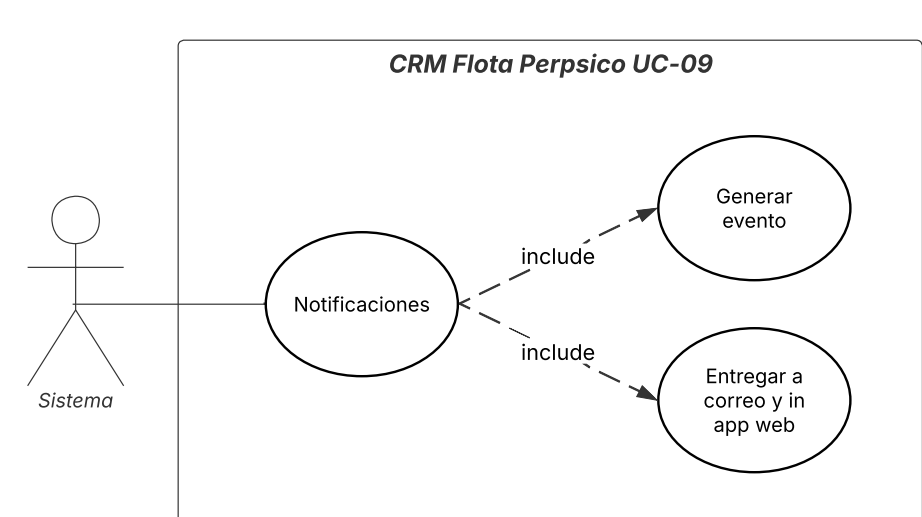 CRM Flota Perpsico UC-09
Generar
evento
include
Notificaciones
include
Entregar a
correo y in
app web
Sistema